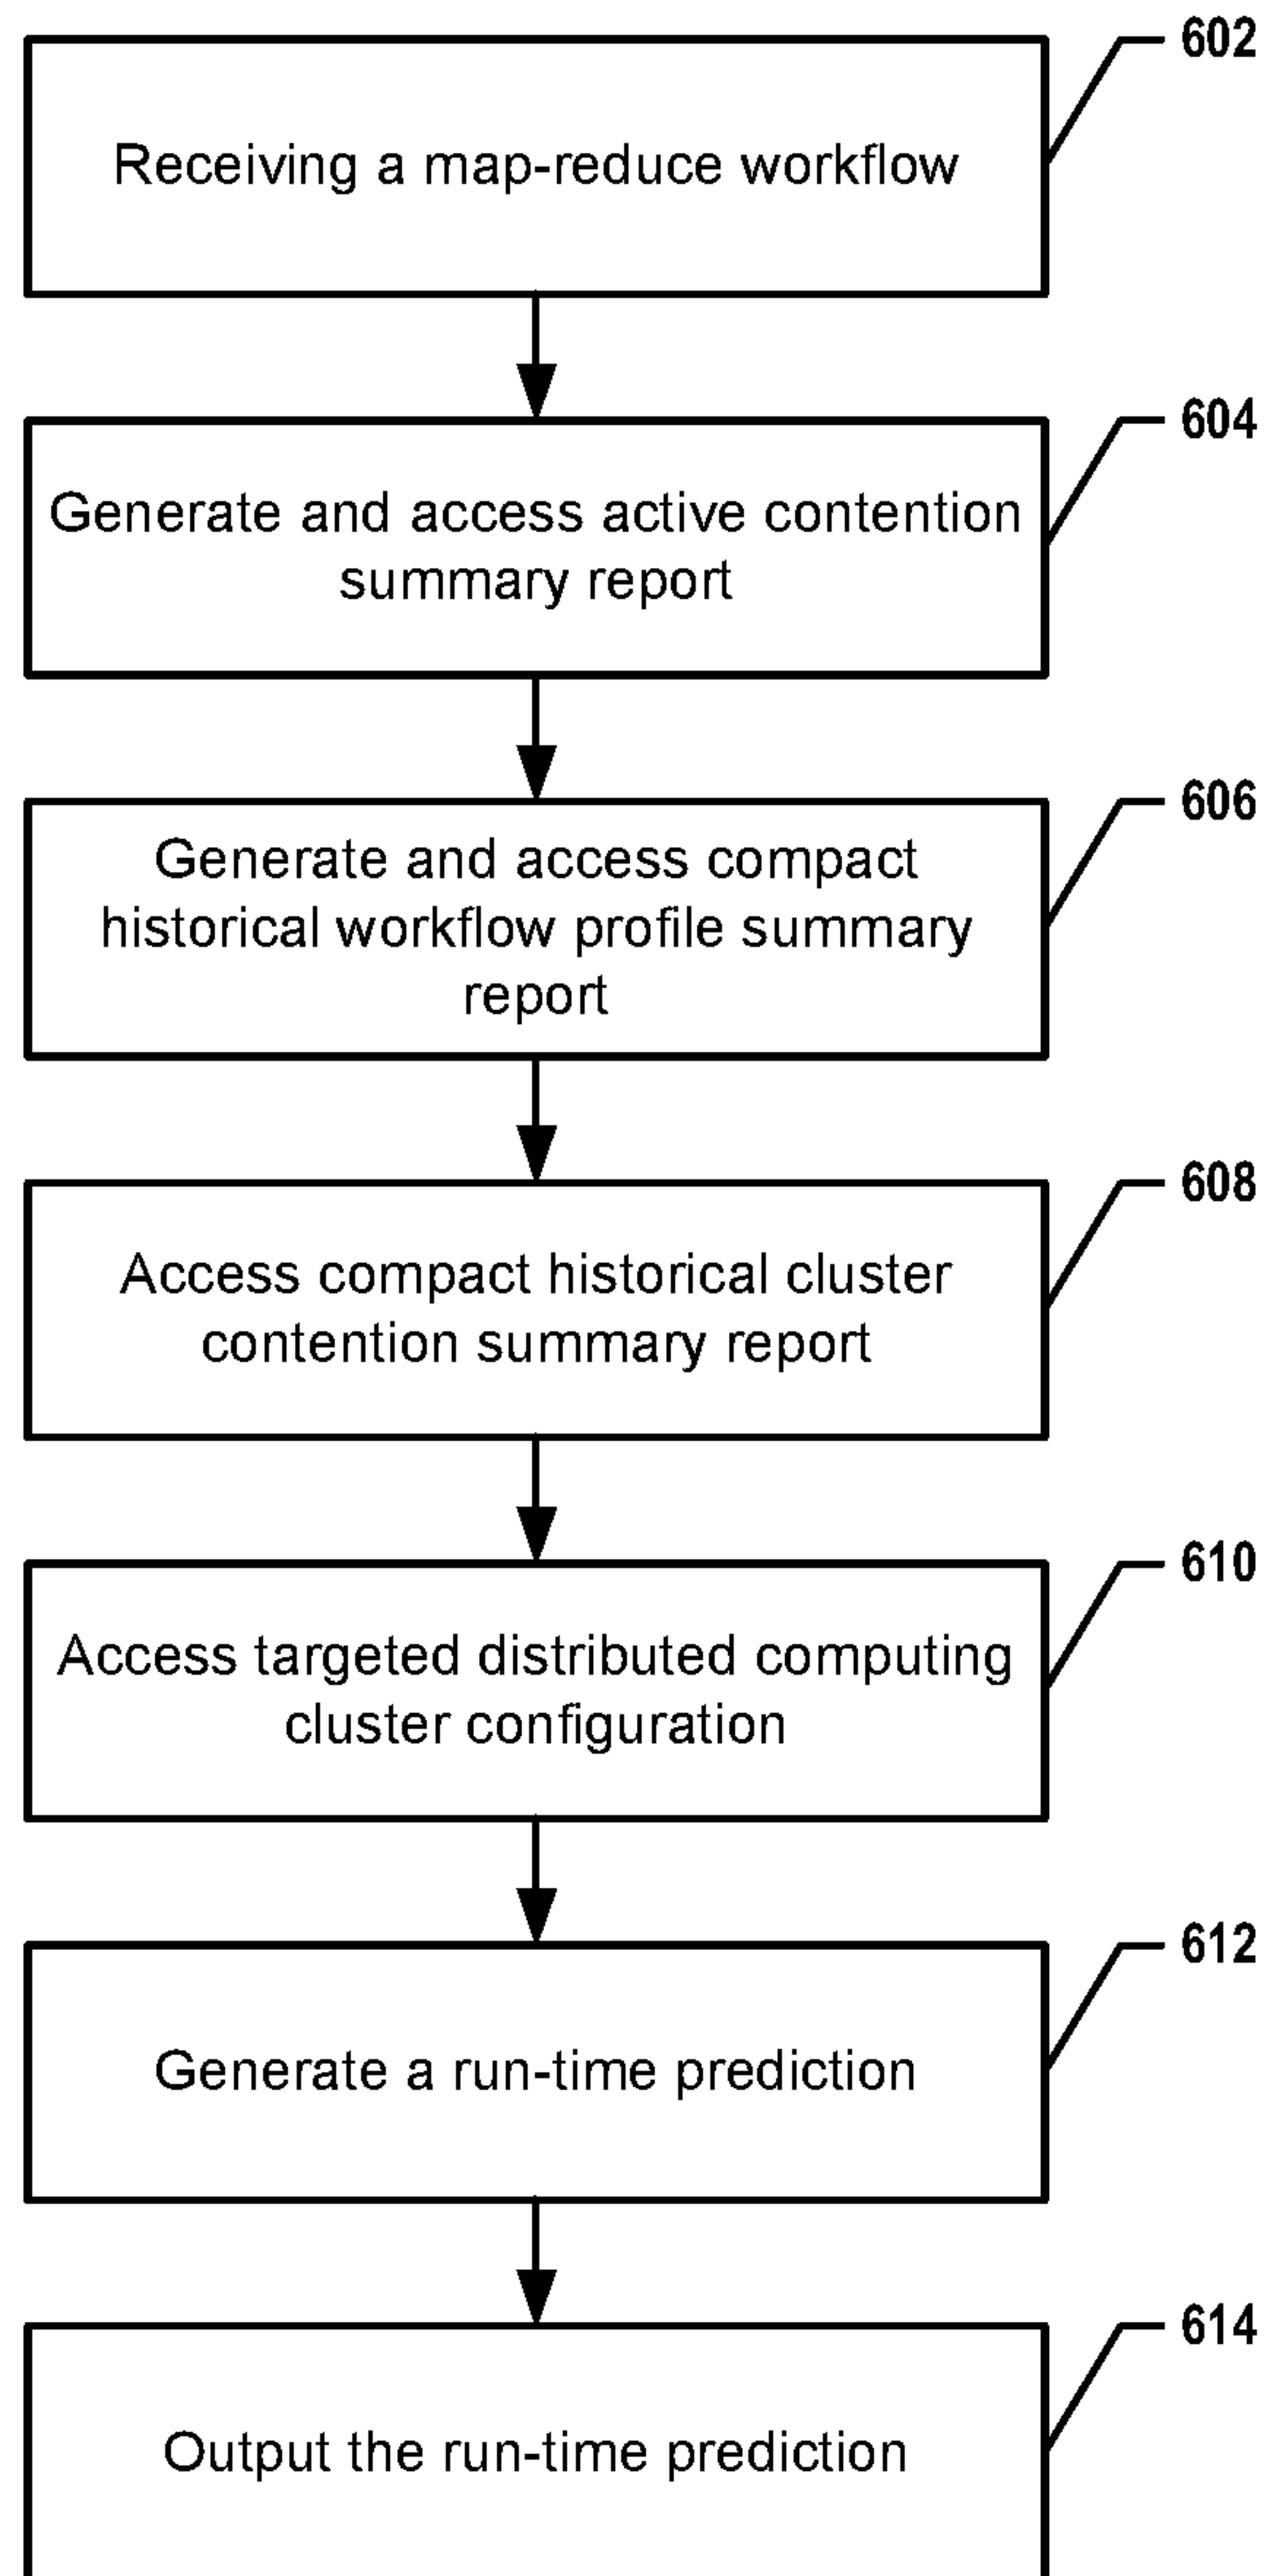 602
Receiving a map-reduce workflow
604
Generate and access active contention
summary report
606
Generate and access compact
historical workflow profile summary
report
608
Access compact historical cluster
contention summary report
610
Access targeted distributed computing
cluster configuration
612
Generate a run-time prediction
614
Output the run-time prediction